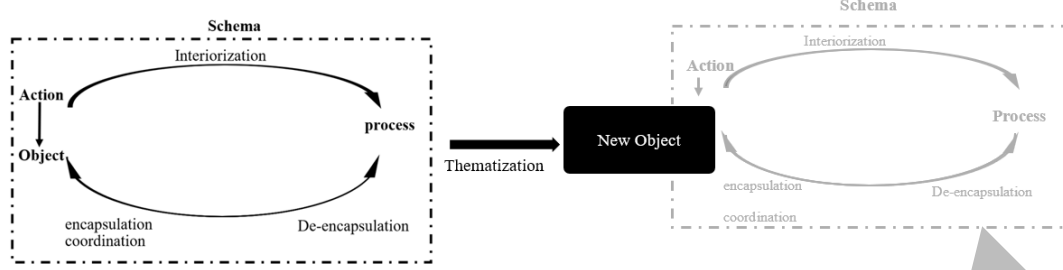 Schema
Interiorization
Action
process
Object
encapsulation
coordination
De-encapsulation
Thematization
New Object
Schema
Interiorization
Action
Process
encapsulation
De-encapsulation
coordination